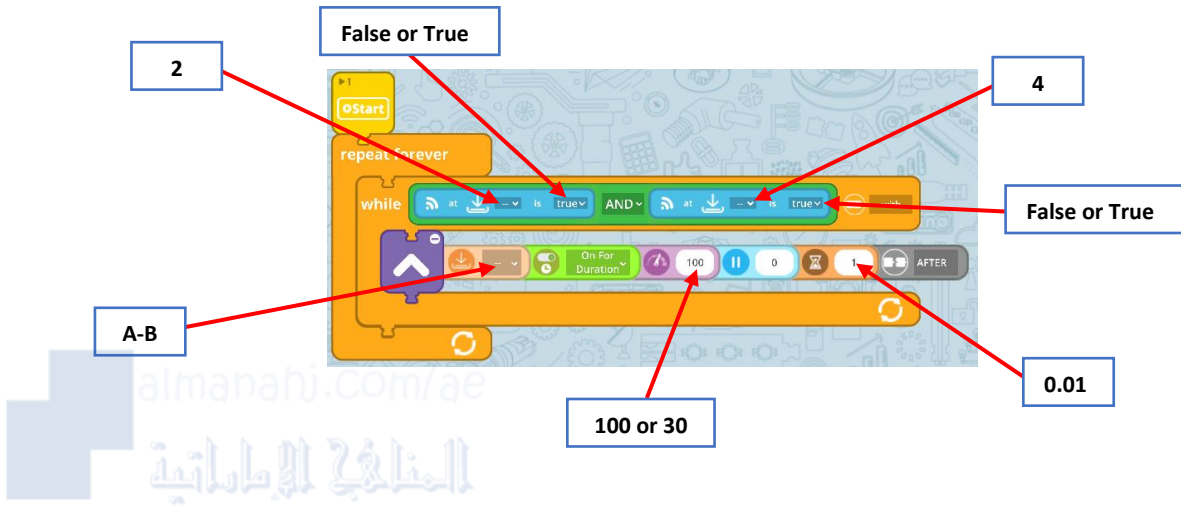 False or True
2
4
1
Start
repeat forever
while at -- is true AND at -- is true with
False or True
-- On For Duration 100 0 1 AFTER
A-B
0.01
100 or 30
almanahj.com/ae
المناهج الإماراتية